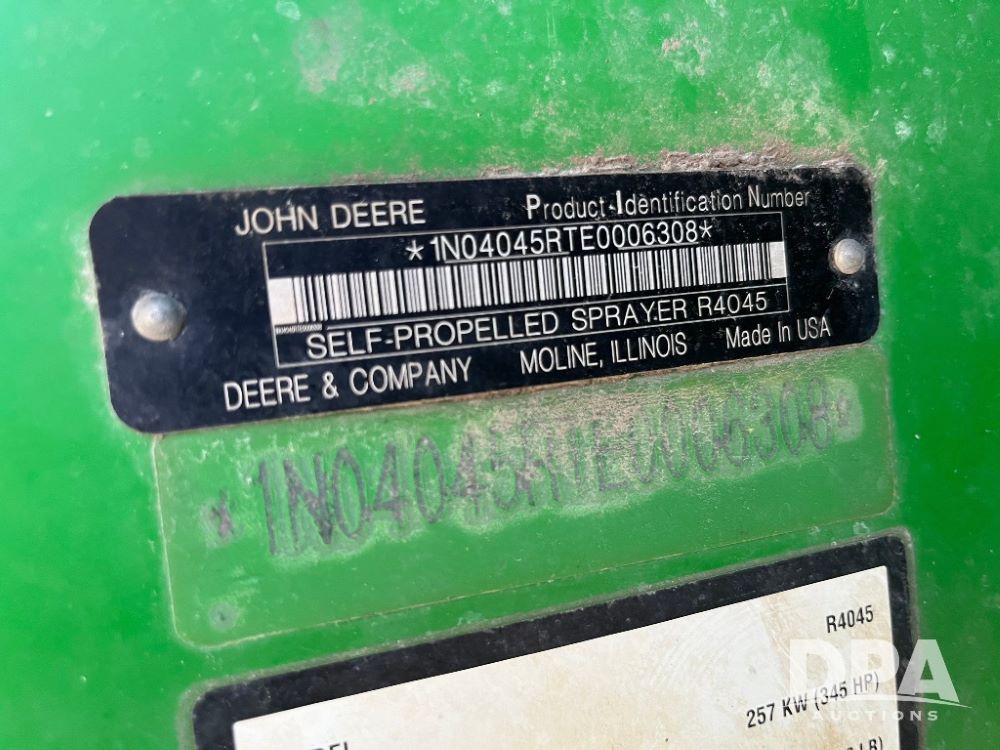 JOHN DEERE Product Identification Number
*1N04045RTE0006308*
SELF-PROPELLED SPRAYER R4045
DEERE & COMPANY MOLINE, ILLINOIS Made In USA
*1N04045RTE0006308*
R4045
257 KW (345 HP)
DPA
AUCTIONS